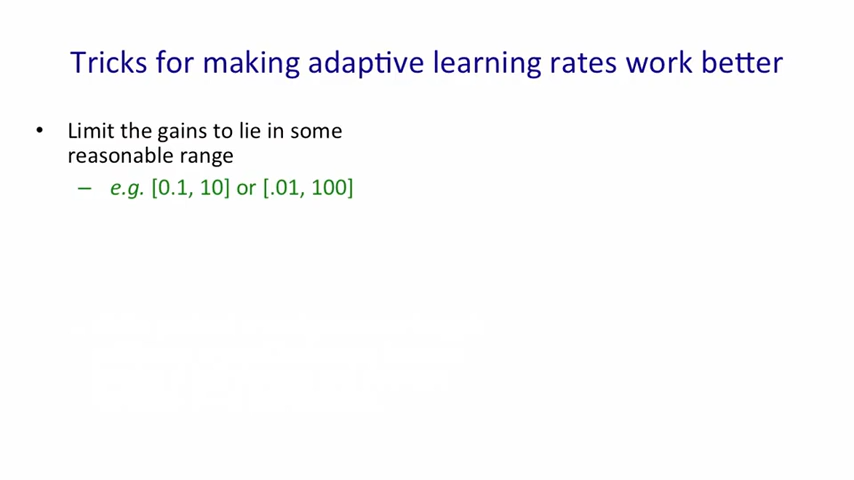 Tricks for making adaptive learning rates work better
• Limit the gains to lie in some
reasonable range
– e.g. [0.1, 10] or [.01, 100]